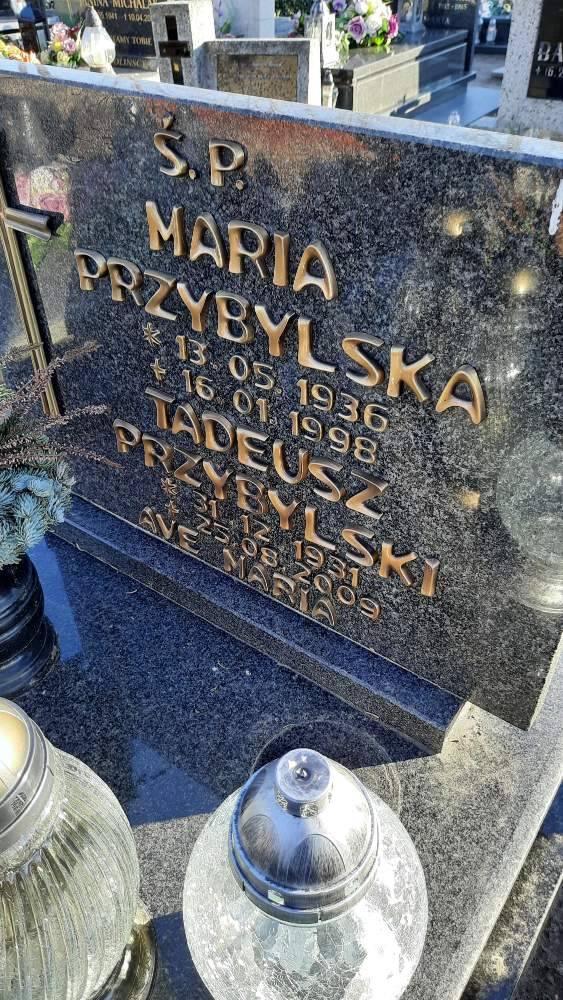 Ś.P.
MARIA
PRZYBYLSKA
* 13 05 1936
+ 16 01 1998
TADEUSZ
PRZYBYLSKI
* 31 12 1931
+ 25 08 2009
AVE MARIA